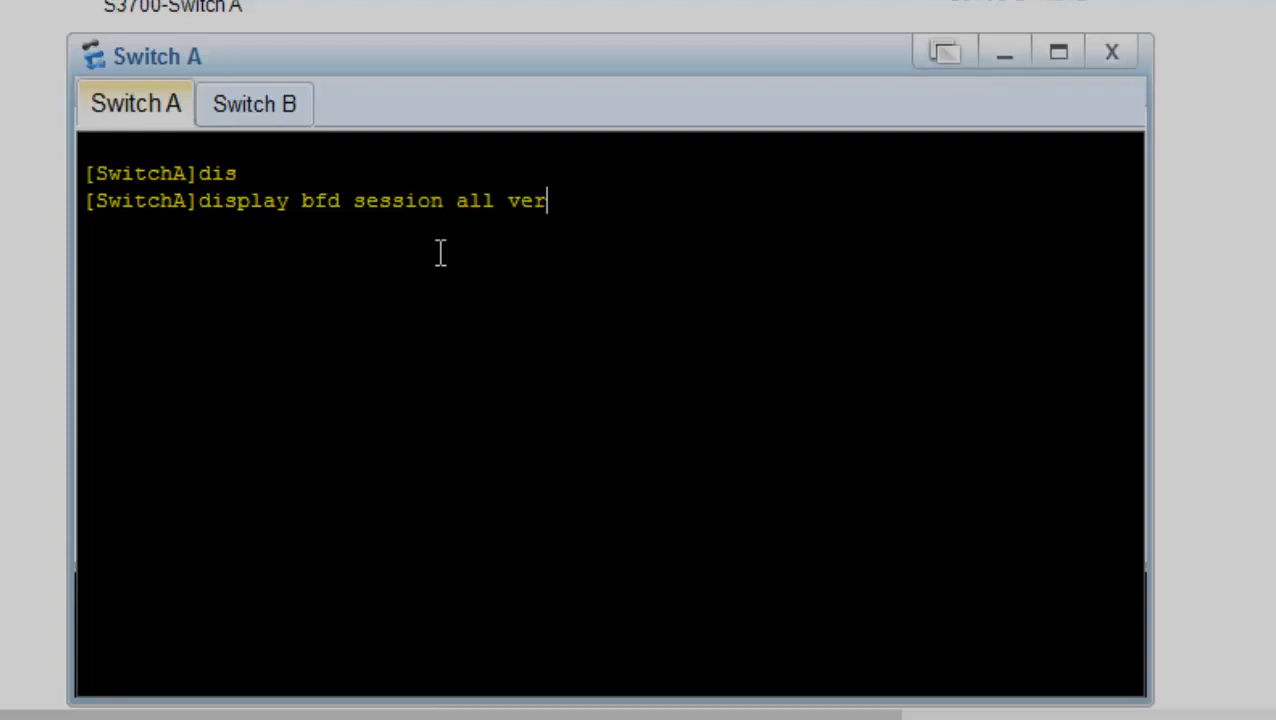 S3700-Switch A
Switch A
X
Switch A
Switch B
[SwitchA]dis
[SwitchA]display bfd session all ver